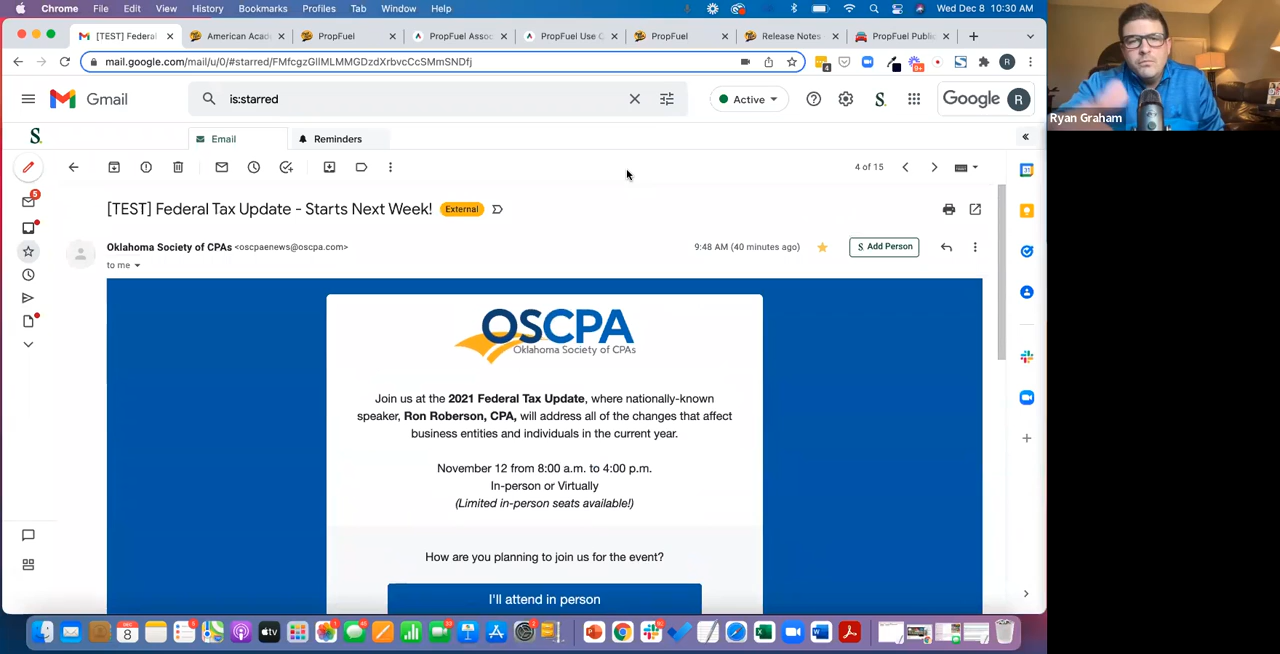 Chrome File Edit View History Bookmarks Profiles Tab Window Help Wed Dec 8 10:30 AM
[TEST] Federal American Acad PropFuel PropFuel Assoc PropFuel Use C PropFuel Release Notes PropFuel Public
mail.google.com/mail/u/0/#starred/FMfcgzGllMLMMGDzdXrbvcCcSMmSNDfj
Gmail is:starred Active Google R
Email Reminders
4 of 15
[TEST] Federal Tax Update - Starts Next Week! External
Oklahoma Society of CPAs <oscpaenews@oscpa.com> 9:48 AM (40 minutes ago) Add Person
to me
OSCPA
Oklahoma Society of CPAs
Join us at the 2021 Federal Tax Update, where nationally-known
speaker, Ron Roberson, CPA, will address all of the changes that affect
business entities and individuals in the current year.
November 12 from 8:00 a.m. to 4:00 p.m.
In-person or Virtually
(Limited in-person seats available!)
How are you planning to join us for the event?
I'll attend in person
Ryan Graham